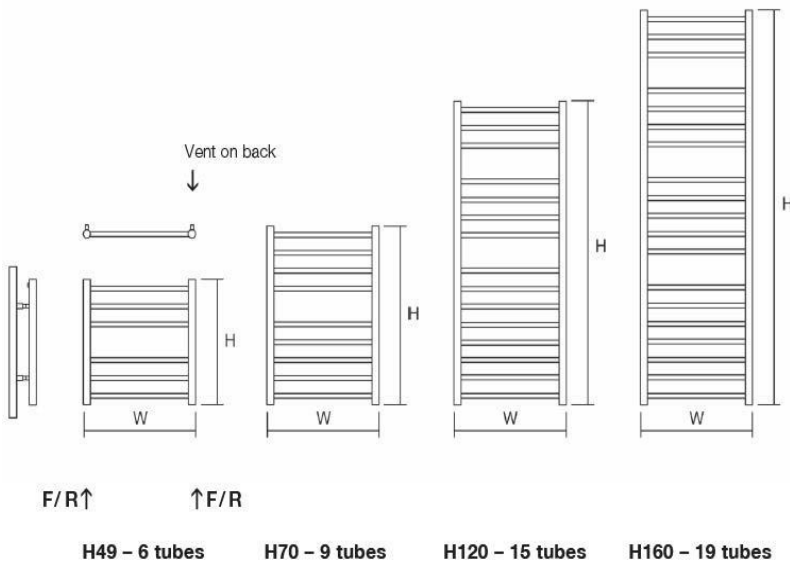 Vent on back
↓
H
H
H
H
W
W
W
W
F/R↑ ↑F/R
H49 – 6 tubes
H70 – 9 tubes
H120 – 15 tubes
H160 – 19 tubes